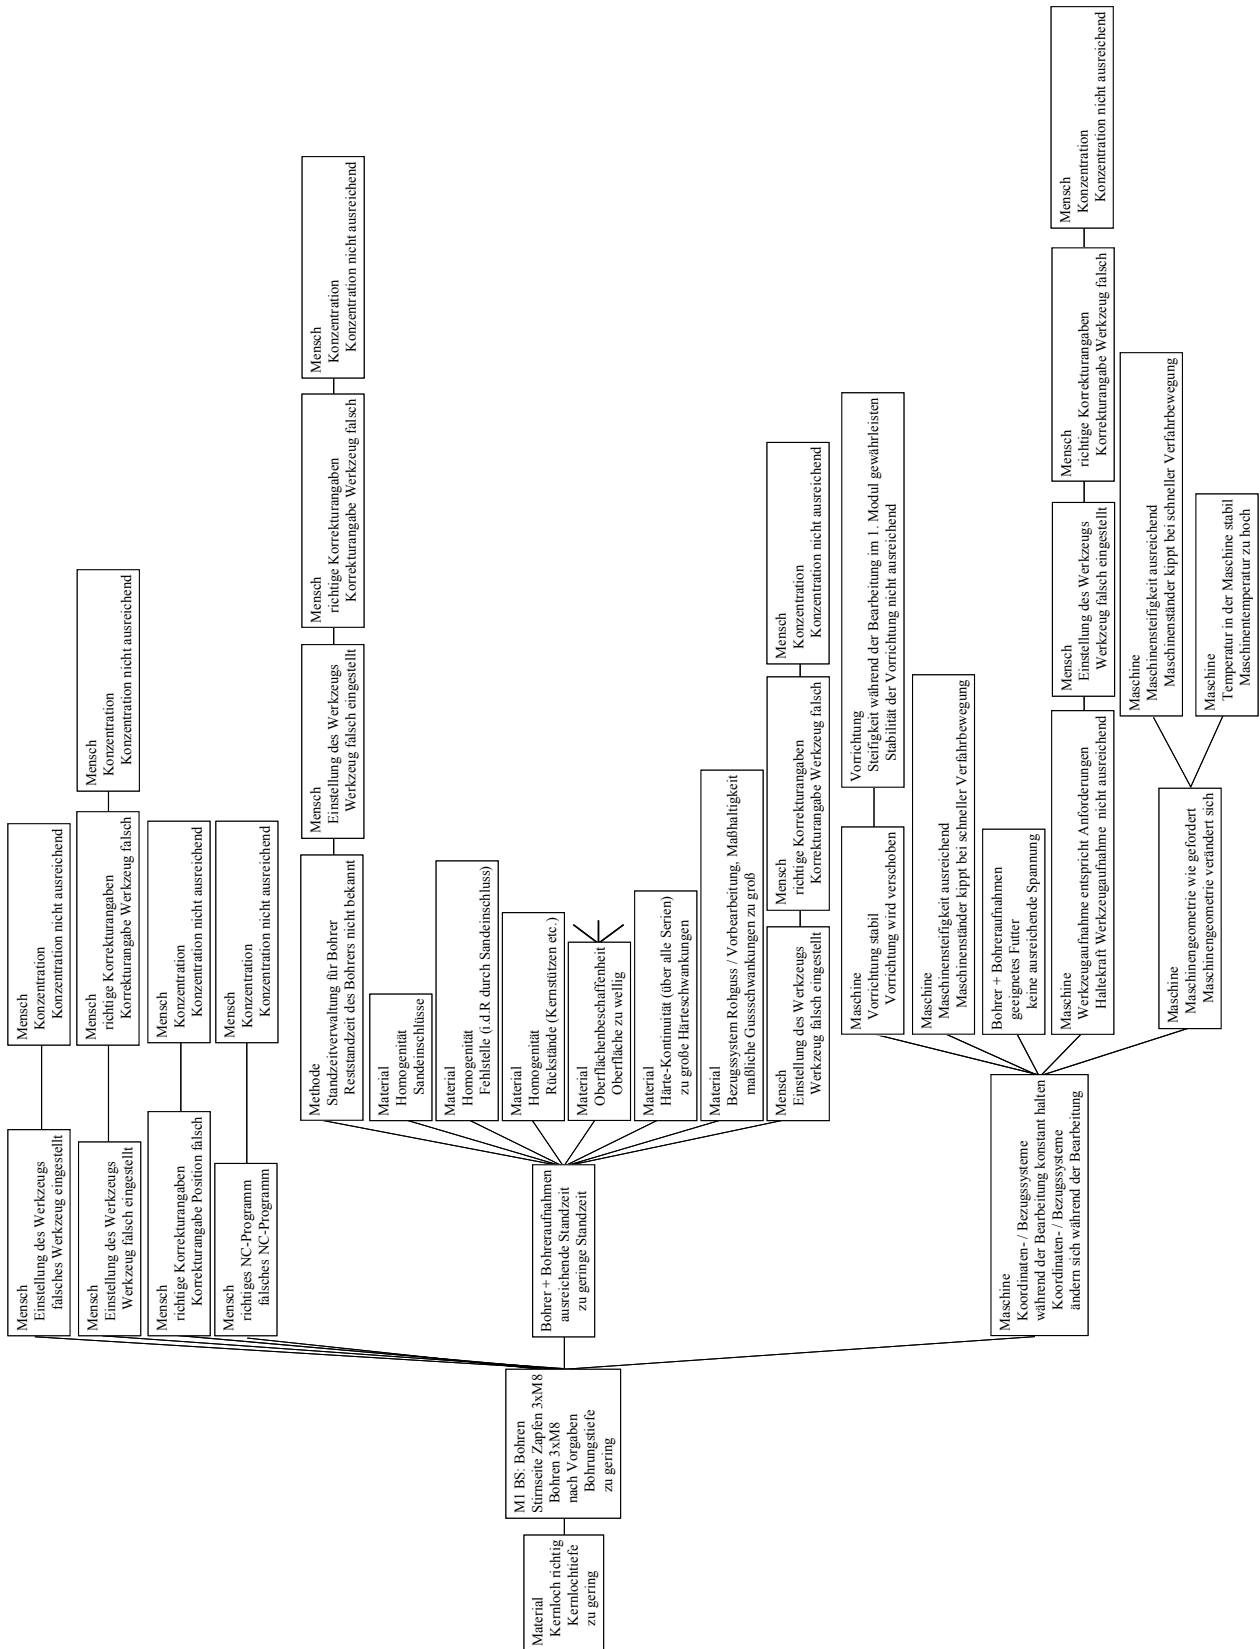 Material
Kernloch richtig
Kernlochtiefe
zu gering
M1 BS: Bohren
Stirnseite Zapfen 3xM8
Bohren 3xM8
nach Vorgaben
Bohrungstiefe
zu gering
Mensch
Einstellung des Werkzeugs
falsches Werkzeug eingestellt
Mensch
Konzentration
Konzentration nicht ausreichend
Mensch
Einstellung des Werkzeugs
Werkzeug falsch eingestellt
Mensch
richtige Korrekturangaben
Korrekturangabe Werkzeug falsch
Mensch
Konzentration
Konzentration nicht ausreichend
Mensch
richtige Korrekturangaben
Korrekturangabe Position falsch
Mensch
Konzentration
Konzentration nicht ausreichend
Mensch
richtiges NC-Programm
falsches NC-Programm
Mensch
Konzentration
Konzentration nicht ausreichend
Bohrer + Bohreraufnahmen
ausreichende Standzeit
zu geringe Standzeit
Methode
Standzeitverwaltung für Bohrer
Reststandzeit des Bohrers nicht bekannt
Mensch
Einstellung des Werkzeugs
Werkzeug falsch eingestellt
Mensch
richtige Korrekturangaben
Korrekturangabe Werkzeug falsch
Mensch
Konzentration
Konzentration nicht ausreichend
Material
Homogenität
Sandeinschlüsse
Material
Homogenität
Fehlstelle (i.d.R durch Sandeinschluss)
Material
Homogenität
Rückstände (Kernstützen etc.)
Material
Oberflächenbeschaffenheit
Oberfläche zu wellig
Material
Härte-Kontinuität (über alle Serien)
zu große Härteschwankungen
Material
Bezugssystem Rohguss / Vorbearbeitung, Maßhaltigkeit
maßliche Gussschwankungen zu groß
Mensch
Einstellung des Werkzeugs
Werkzeug falsch eingestellt
Mensch
richtige Korrekturangaben
Korrekturangabe Werkzeug falsch
Mensch
Konzentration
Konzentration nicht ausreichend
Maschine
Koordinaten- / Bezugssysteme
während der Bearbeitung konstant halten
Koordinaten- / Bezugssysteme
ändern sich während der Bearbeitung
Maschine
Vorrichtung stabil
Vorrichtung wird verschoben
Vorrichtung
Steifigkeit während der Bearbeitung im 1. Modul gewährleisten
Stabilität der Vorrichtung nicht ausreichend
Maschine
Maschinensteifigkeit ausreichend
Maschinenständer kippt bei schneller Verfahrbewegung
Bohrer + Bohreraufnahmen
geeignetes Futter
keine ausreichende Spannung
Maschine
Werkzeugaufnahme entspricht Anforderungen
Haltekraft Werkzeugaufnahme nicht ausreichend
Mensch
Einstellung des Werkzeugs
Werkzeug falsch eingestellt
Mensch
richtige Korrekturangaben
Korrekturangabe Werkzeug falsch
Mensch
Konzentration
Konzentration nicht ausreichend
Maschine
Maschinengeometrie wie gefordert
Maschinengeometrie verändert sich
Maschine
Maschinensteifigkeit ausreichend
Maschinenständer kippt bei schneller Verfahrbewegung
Maschine
Temperatur in der Maschine stabil
Maschinentemperatur zu hoch